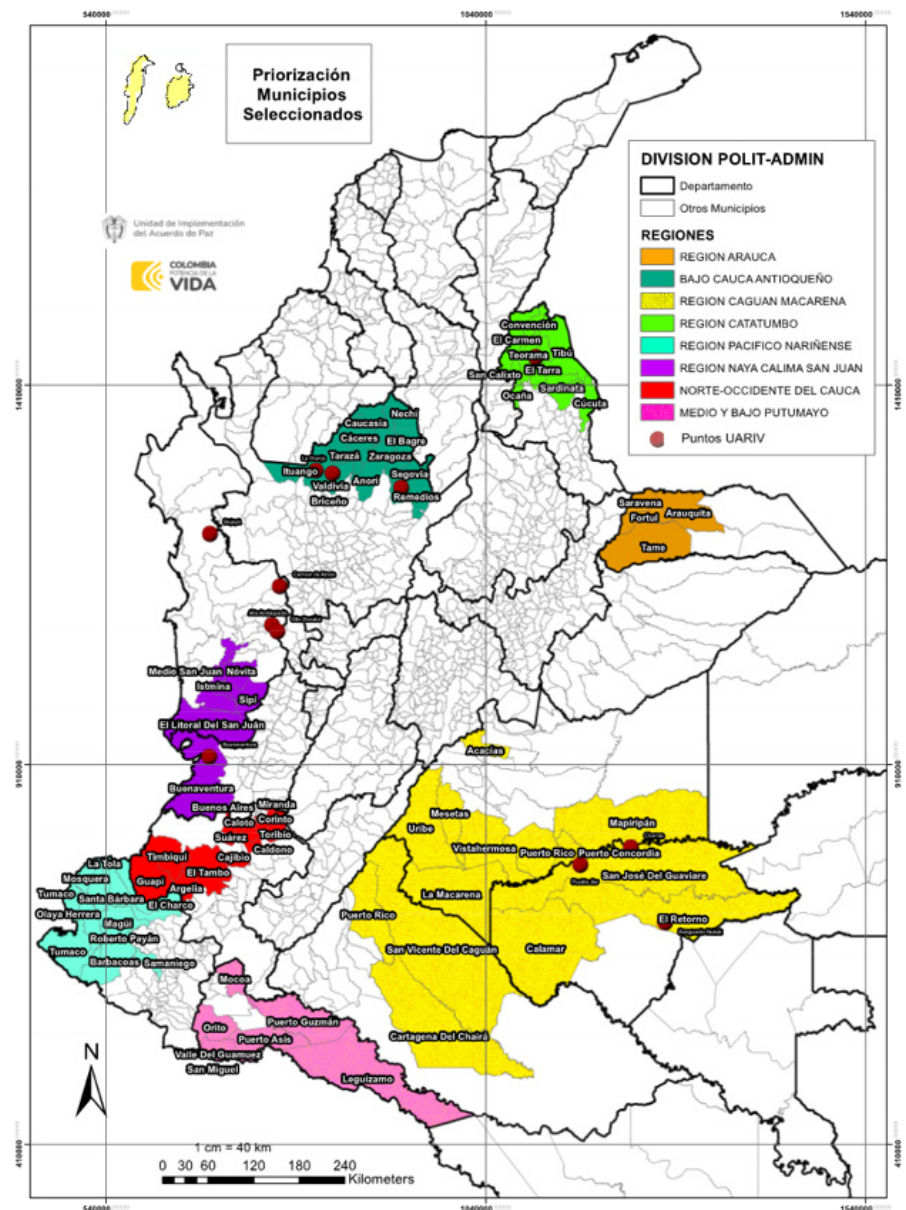 540000
1040000
1540000
Priorización
Municipios
Seleccionados
DIVISION POLIT-ADMIN
Departamento
Otros Municipios
REGIONES
REGION ARAUCA
BAJO CAUCA ANTIOQUEÑO
REGION CAGUAN MACARENA
REGION CATATUMBO
REGION PACIFICO NARIÑENSE
REGION NAYA CALIMA SAN JUAN
NORTE-OCCIDENTE DEL CAUCA
MEDIO Y BAJO PUTUMAYO
Puntos UARIV
Unidad de Implementación
del Acuerdo de Paz
COLOMBIA
POTENCIA DE LA
VIDA
Convención
El Carmen
Teorama
Tibú
San Calixto
El Tarra
Sardinata
Ocaña
Cúcuta
1410000
1410000
Nechí
Caucasia
Cáceres
El Bagre
Tarazá
Zaragoza
Ituango
Segovia
Valdivia
Anorí
Remedios
Briceño
Saravena
Arauquita
Fortul
Tame
Medio San Juan
Nóvita
Istmina
Sipí
El Litoral Del San Juán
Buenaventura
Buenaventura
910000
910000
Acacías
Buenos Aires
Miranda
Caloto
Corinto
Suárez
Toribío
Caldono
Cajibío
Timbiquí
El Tambo
Guapi
Argelia
Mesetas
Uribe
Mapiripán
Vistahermosa
Puerto Rico
Puerto Concordia
San José Del Guaviare
La Macarena
Puerto Rico
El Retorno
San Vicente Del Caguán
Calamar
Cartagena Del Chairá
La Tola
Mosquera
Tumaco
Santa Bárbara
El Charco
Olaya Herrera
Magüí
Roberto Payán
Tumaco
Barbacoas
Samaniego
Mocoa
Orito
Puerto Guzmán
Puerto Asís
Valle Del Guamuez
San Miguel
Leguízamo
N
1 cm = 40 km
0 30 60 120 180 240
Kilometers
410000
410000
540000
1040000
1540000